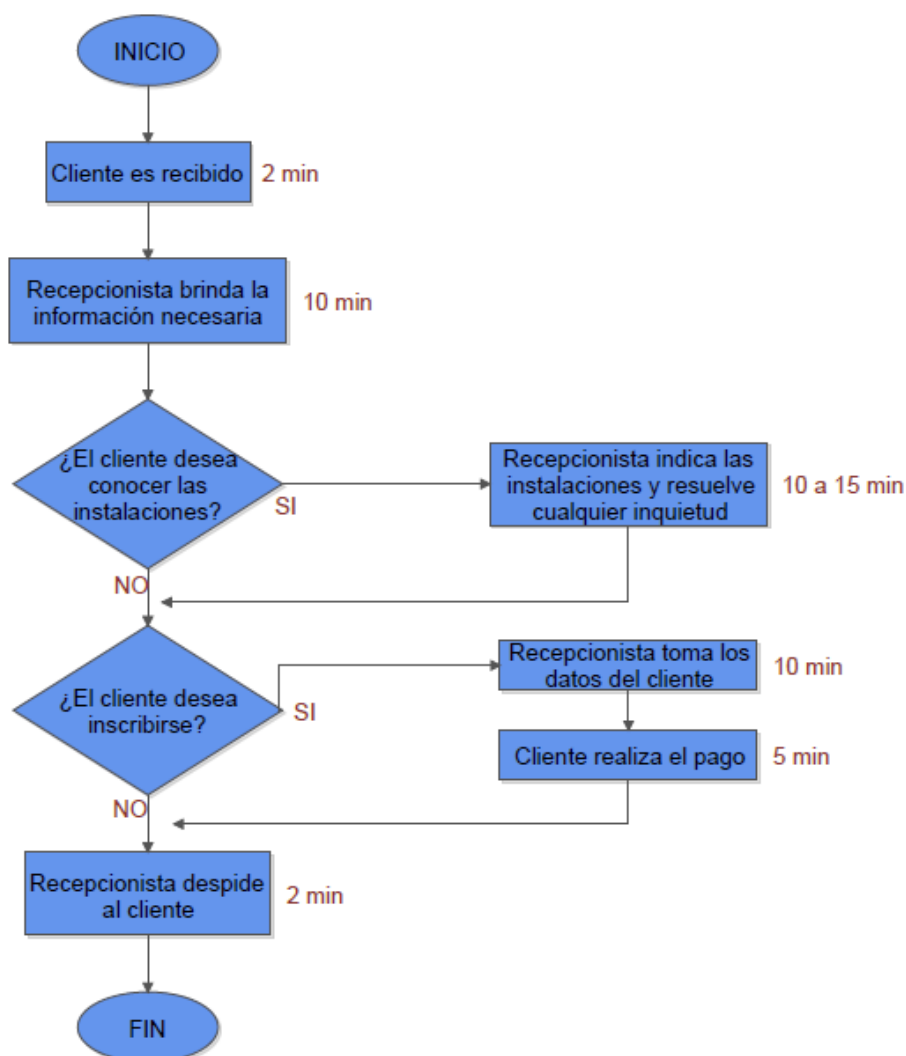 INICIO
Cliente es recibido
2 min
Recepcionista brinda la
información necesaria
10 min
¿El cliente desea
conocer las
instalaciones?
SI
NO
Recepcionista indica las
instalaciones y resuelve
cualquier inquietud
10 a 15 min
¿El cliente desea
inscribirse?
SI
NO
Recepcionista toma los
datos del cliente
10 min
Cliente realiza el pago
5 min
Recepcionista despide
al cliente
2 min
FIN